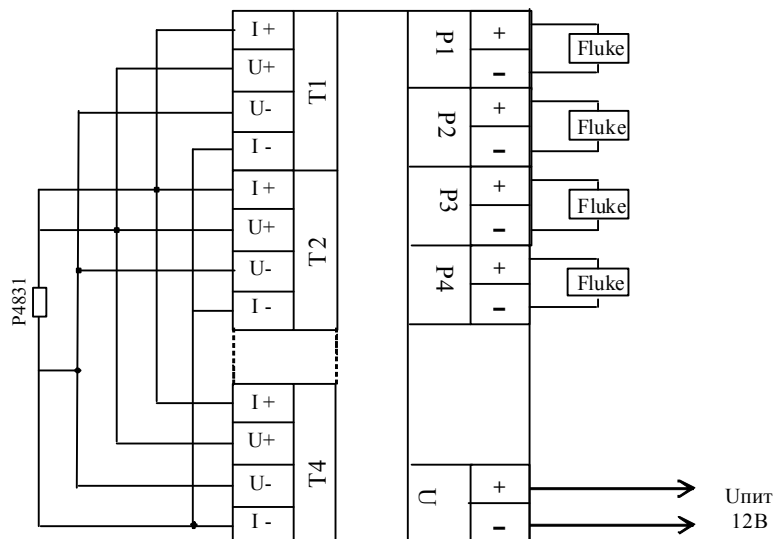 I+
U+
U-
I -
T1
I+
U+
U-
I -
T2
I+
U+
U-
I -
T4
P4831
P1
+
-
Fluke
P2
+
-
Fluke
P3
+
-
Fluke
P4
+
-
Fluke
U
+
-
Uпит
12В